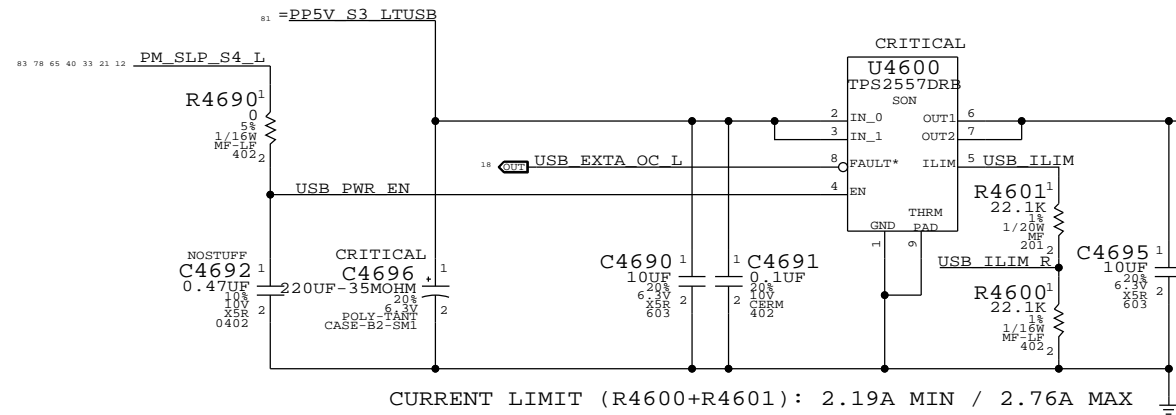 81 =PP5V_S3_LTUSB
83 78 65 40 33 21 12 PM_SLP_S4_L
R4690
1
0
5%
1/16W
MF-LF
402
2
USB_PWR_EN
NOSTUFF
C4692
1
0.47UF
10%
10V
X5R
0402
2
CRITICAL
C4696
1
+
220UF-35MOHM
20%
6.3V
POLY-TANT
CASE-B2-SM1
2
18 OUT USB_EXTA_OC_L
C4690
1
10UF
20%
6.3V
X5R
603
2
C4691
1
0.1UF
20%
10V
CERM
402
2
CRITICAL
U4600
TPS2557DRB
SON
2 IN_0 OUT1 6
3 IN_1 OUT2 7
8 FAULT* ILIM 5 USB_ILIM
4 EN
GND
THRM
PAD
1
9
R4601
1
22.1K
1%
1/20W
MF
201
2
USB_ILIM_R
R4600
1
22.1K
1%
1/16W
MF-LF
402
2
C4695
1
10UF
20%
6.3V
X5R
603
2
CURRENT LIMIT (R4600+R4601): 2.19A MIN / 2.76A MAX